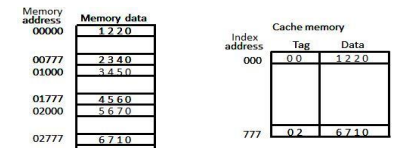 Memory
address Memory data
00000 1 2 2 0
00777 2 3 4 0
01000 3 4 5 0
01777 4 5 6 0
02000 5 6 7 0
02777 6 7 1 0
Cache memory
Index
address Tag Data
000 0 0 1 2 2 0
777 0 2 6 7 1 0